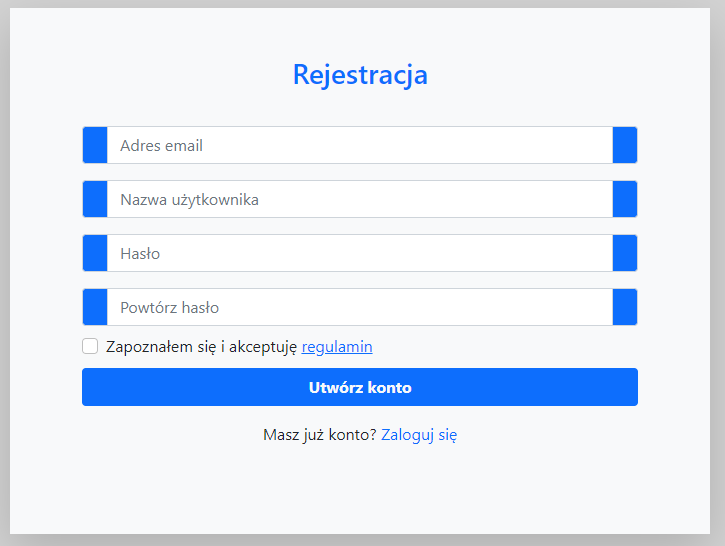 Rejestracja
Adres email
Nazwa użytkownika
Hasło
Powtórz hasło
Zapoznałem się i akceptuję regulamin
Utwórz konto
Masz już konto? Zaloguj się